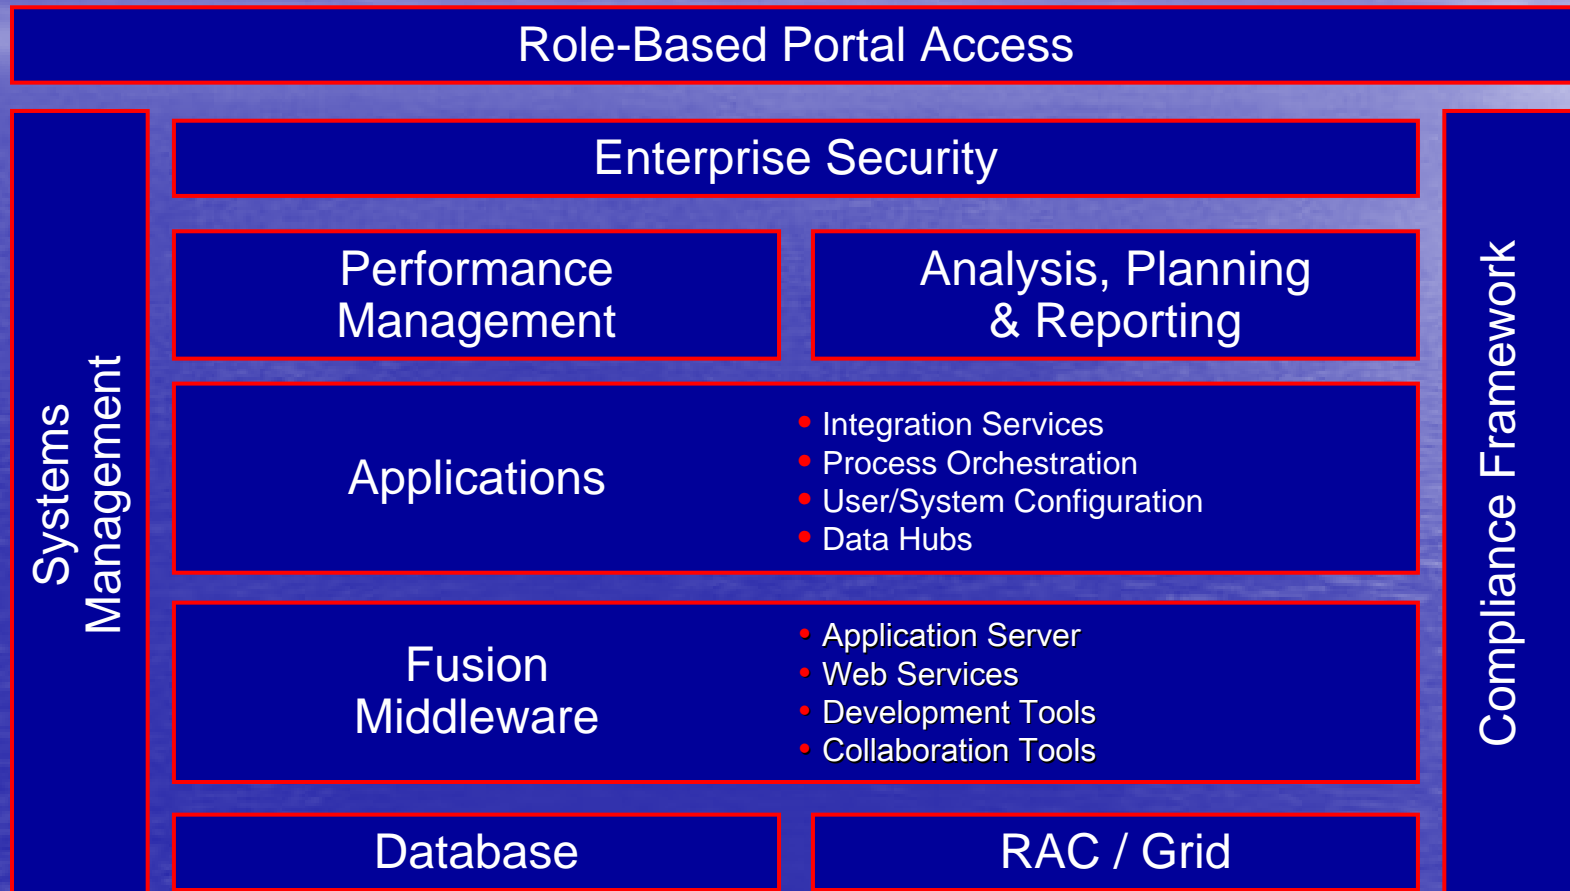 Role-Based Portal Access
Systems
Management
Enterprise Security
Performance
Management
Analysis, Planning
& Reporting
Applications
• Integration Services
• Process Orchestration
• User/System Configuration
• Data Hubs
Fusion
Middleware
• Application Server
• Web Services
• Development Tools
• Collaboration Tools
Database
RAC / Grid
Compliance Framework